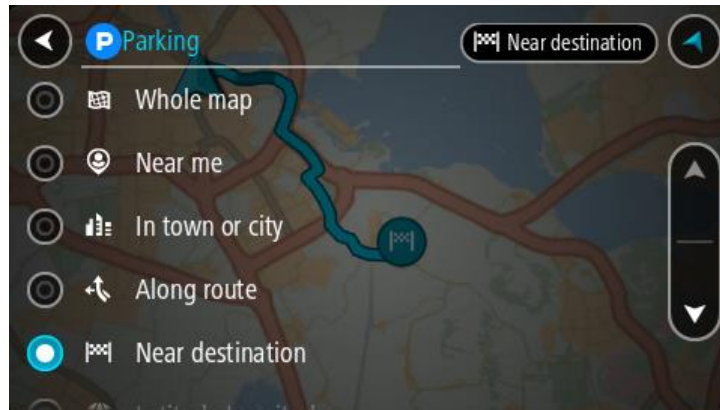 P Parking
Near destination
Whole map
Near me
In town or city
Along route
Near destination